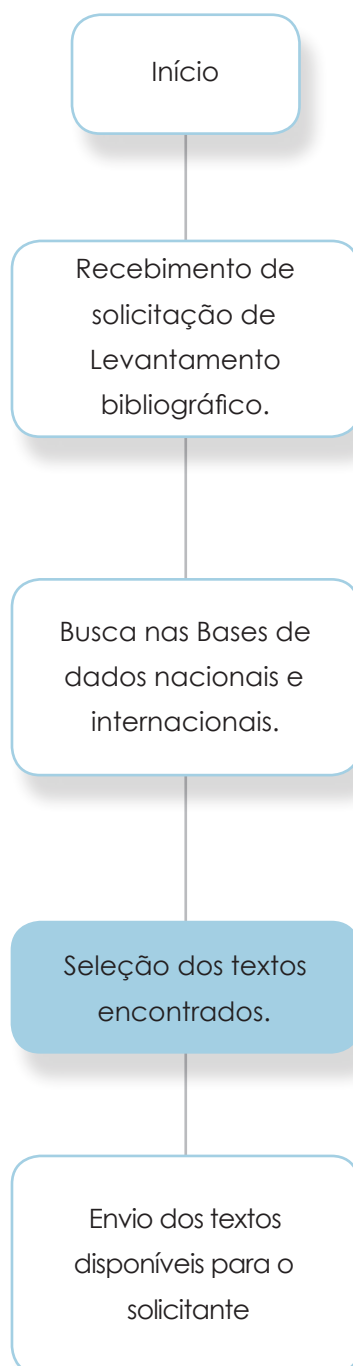 Início
Recebimento de
solicitação de
Levantamento
bibliográfico.
Busca nas Bases de
dados nacionais e
internacionais.
Seleção dos textos
encontrados.
Envio dos textos
disponíveis para o
solicitante